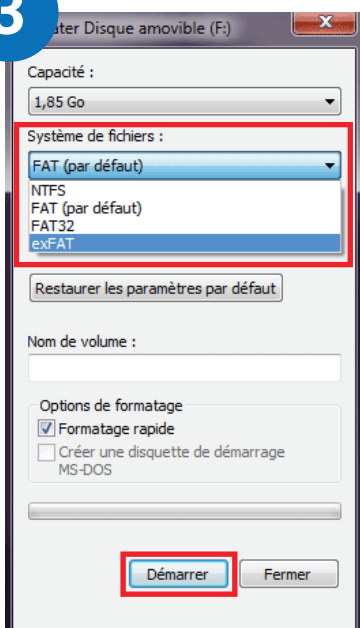 3
ater Disque amovible (F:)
Capacité :
1,85 Go
Système de fichiers :
FAT (par défaut)
NTFS
FAT (par défaut)
FAT32
exFAT
Restaurer les paramètres par défaut
Nom de volume :
Options de formatage
Formatage rapide
Créer une disquette de démarrage
MS-DOS
Démarrer
Fermer